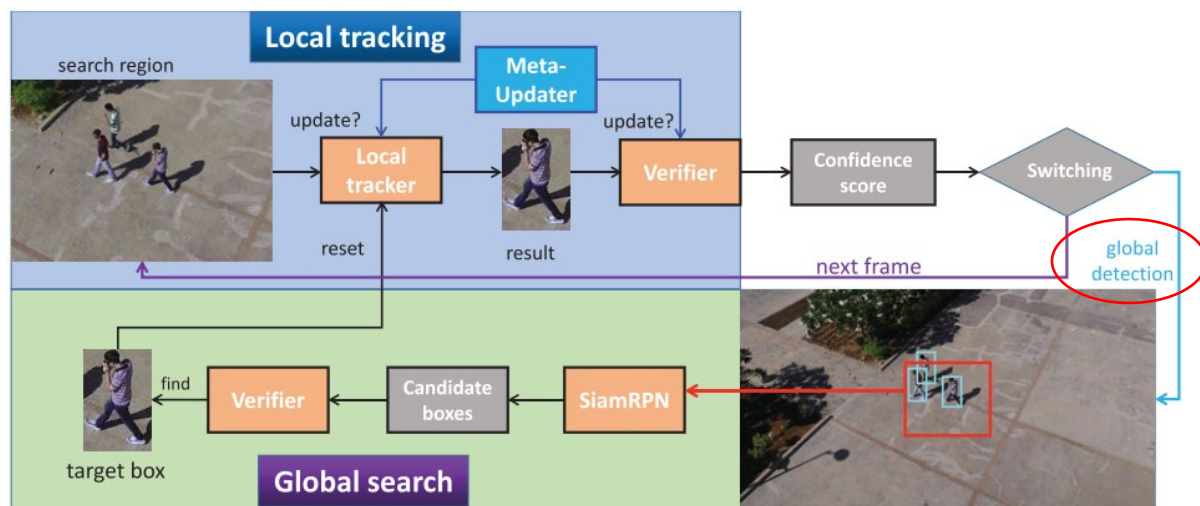 Local tracking
search region
Meta-
Updater
update?
update?
Local
tracker
Verifier
Confidence
score
Switching
reset
result
next frame
global
detection
find
Verifier
Candidate
boxes
SiamRPN
target box
Global search